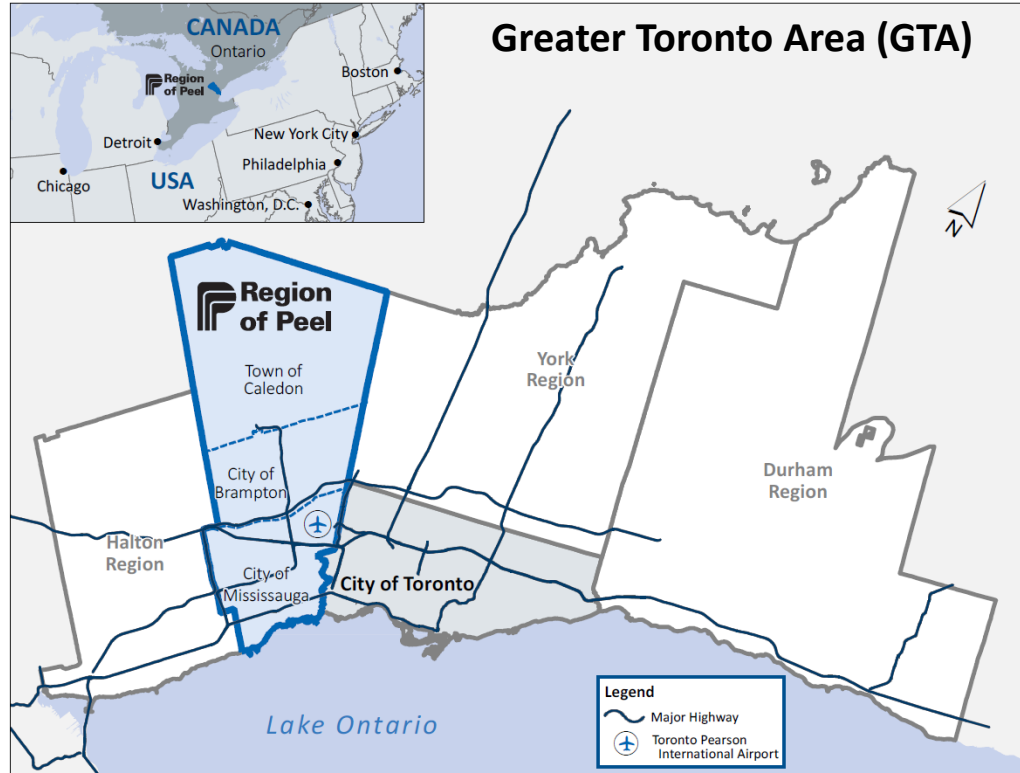 Greater Toronto Area (GTA)
CANADA
Ontario
Region
of Peel
Boston
Detroit
New York City
Chicago
USA
Philadelphia
Washington, D.C.
N
Region
of Peel
Town of
Caledon
York
Region
City of
Brampton
Durham
Region
Halton
Region
City of
Mississauga
City of Toronto
Lake Ontario
Legend
Major Highway
Toronto Pearson
International Airport